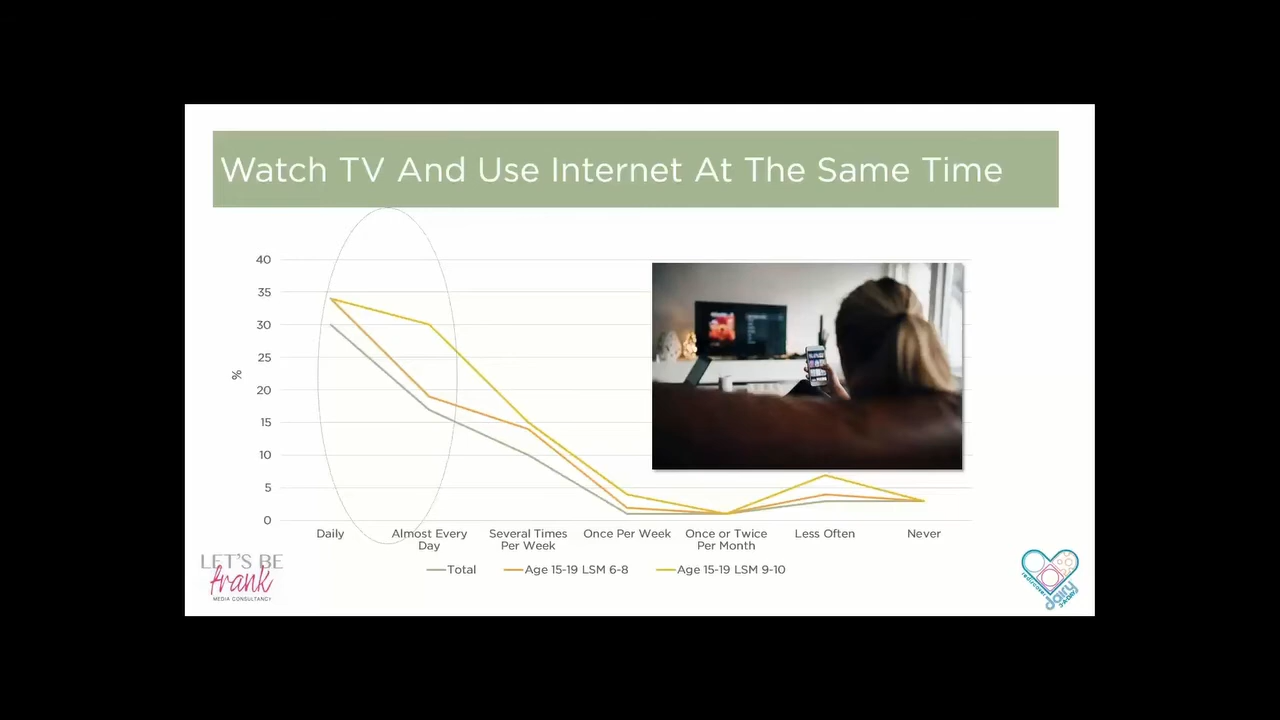 Watch TV And Use Internet At The Same Time
40
35
30
25
20
15
10
5
0
%
Daily
Almost Every
Day
Several Times
Per Week
Once Per Week
Once or Twice
Per Month
Less Often
Never
Total
Age 15-19 LSM 6-8
Age 15-19 LSM 9-10
LET'S BE
frank
MEDIA CONSULTANCY
rediscover
dairy